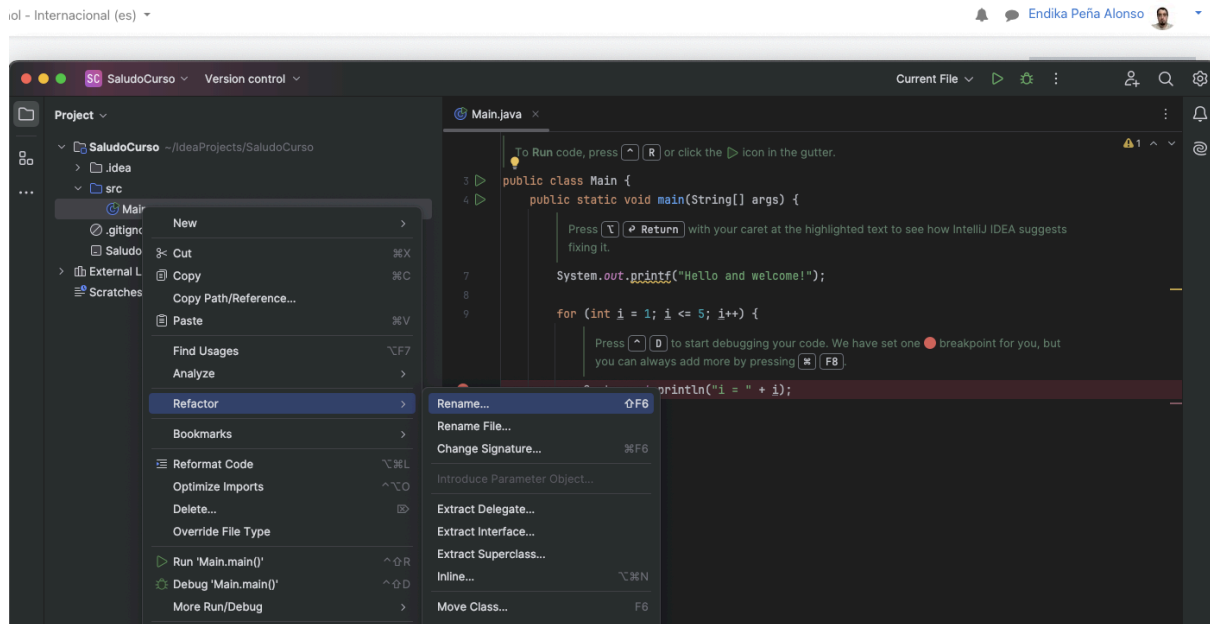 nol - Internacional (es)
Endika Peña Alonso
SC SaludoCurso Version control Current File
Project
Main.java
SaludoCurso ~/IdeaProjects/SaludoCurso
To Run code, press ^ R or click the icon in the gutter.
1
.idea
src
3 public class Main {
4 public static void main(String[] args) {
Press ⌥ ⏎ Return with your caret at the highlighted text to see how IntelliJ IDEA suggests
fixing it.
7 System.out.printf("Hello and welcome!");
8
9 for (int i = 1; i <= 5; i++) {
Press ^ D to start debugging your code. We have set one breakpoint for you, but
you can always add more by pressing ⌘ F8.
println("i = " + i);
Main
.gitigno
Saludo
External L
Scratches
New
Cut ⌘X
Copy ⌘C
Copy Path/Reference...
Paste ⌘V
Find Usages ⌥F7
Analyze
Refactor
Bookmarks
Reformat Code ⌥⌘L
Optimize Imports ^⌥O
Delete... ⌦
Override File Type
Run 'Main.main()' ^⇧R
Debug 'Main.main()' ^⇧D
More Run/Debug
Rename... ⇧F6
Rename File...
Change Signature... ⌘F6
Introduce Parameter Object...
Extract Delegate...
Extract Interface...
Extract Superclass...
Inline... ⌥⌘N
Move Class... F6